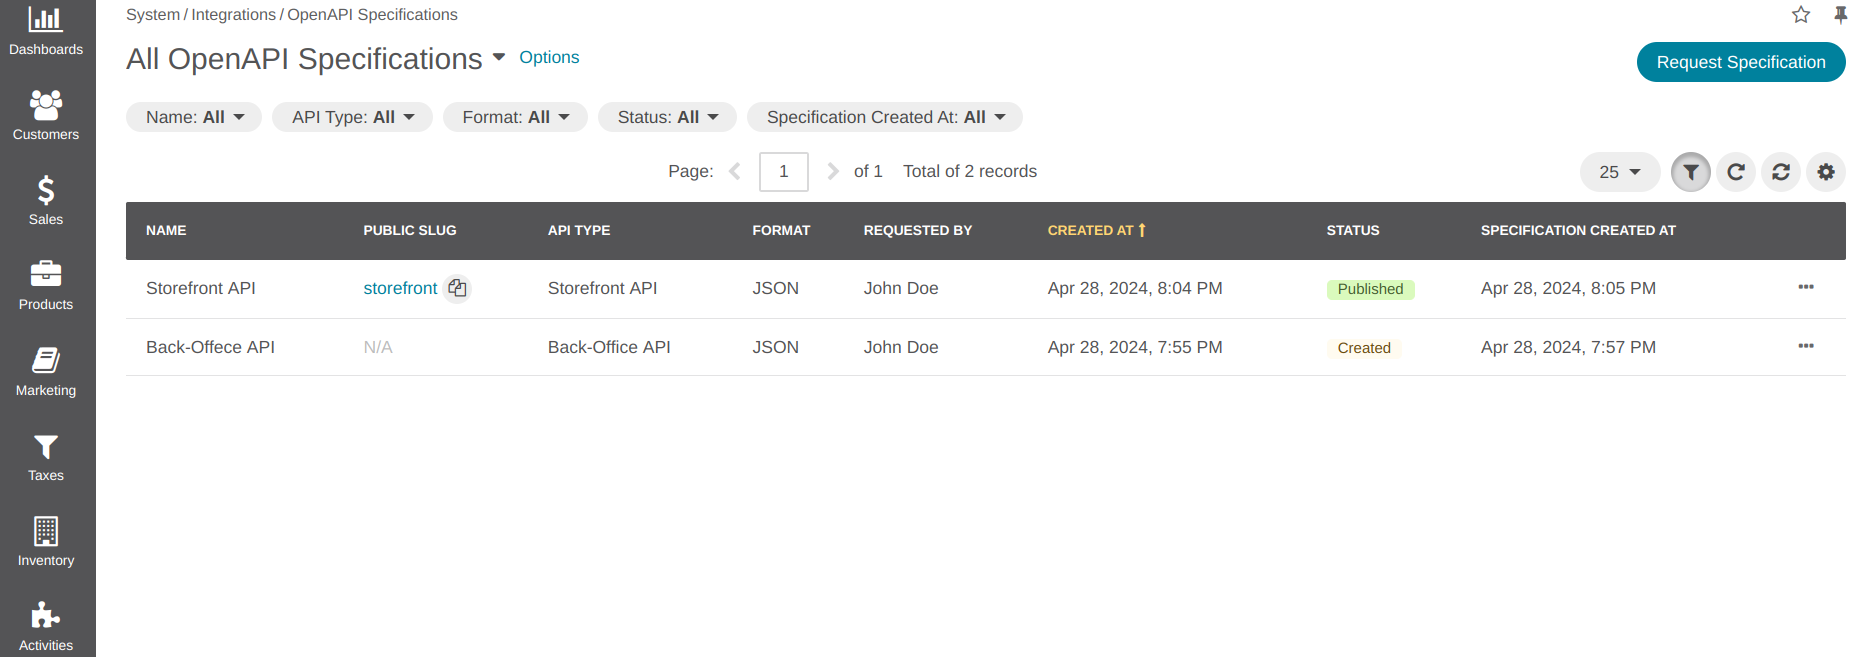 System / Integrations / OpenAPI Specifications
All OpenAPI Specifications Options
Request Specification
Name: All API Type: All Format: All Status: All Specification Created At: All
Page: 1 of 1 Total of 2 records 25
NAME PUBLIC SLUG API TYPE FORMAT REQUESTED BY CREATED AT STATUS SPECIFICATION CREATED AT
Storefront API storefront Storefront API JSON John Doe Apr 28, 2024, 8:04 PM Published Apr 28, 2024, 8:05 PM
Back-Offece API N/A Back-Office API JSON John Doe Apr 28, 2024, 7:55 PM Created Apr 28, 2024, 7:57 PM
Dashboards
Customers
Sales
Products
Marketing
Taxes
Inventory
Activities